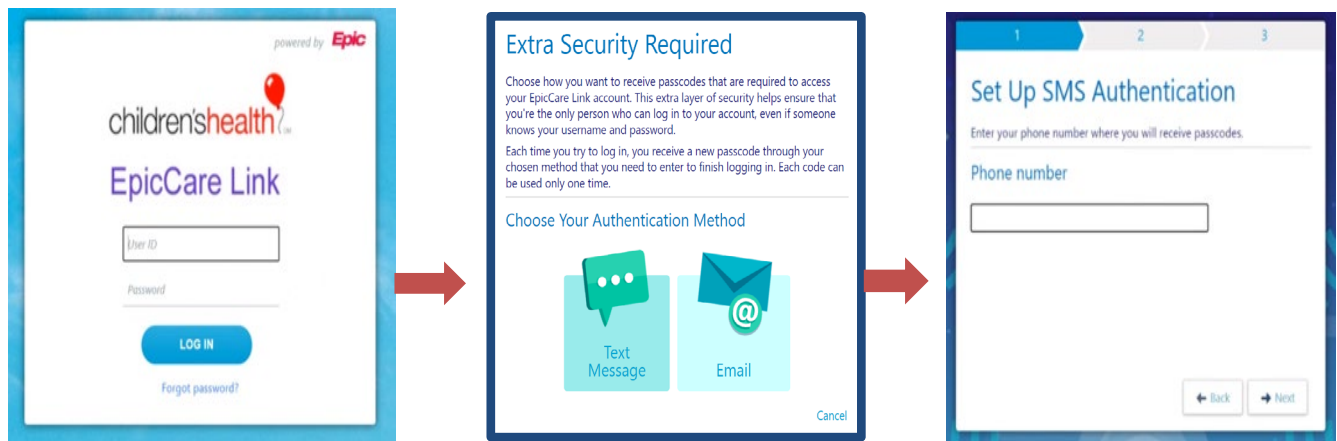 powered by Epic
children'shealth
EpicCare Link
User ID
Password
LOG IN
Forgot password?
Extra Security Required
Choose how you want to receive passcodes that are required to access
your EpicCare Link account. This extra layer of security helps ensure that
you're the only person who can log in to your account, even if someone
knows your username and password.
Each time you try to log in, you receive a new passcode through your
chosen method that you need to enter to finish logging in. Each code can
be used only one time.
Choose Your Authentication Method
Text
Message
@
Email
Cancel
1 2 3
Set Up SMS Authentication
Enter your phone number where you will receive passcodes.
Phone number
Back Next